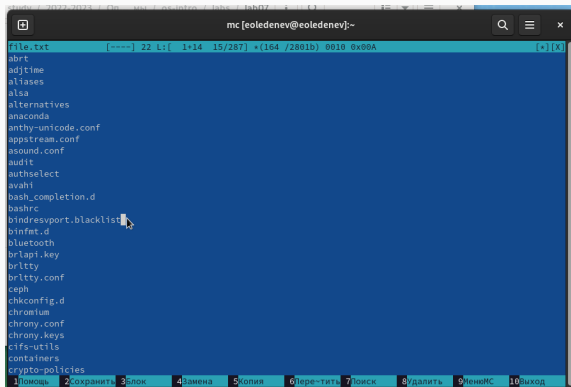 mc [eoledenev@eoledenev]:~
file.txt [----] 22 L:[ 1+14 15/287] *(164 /2801b) 0010 0x00A [*][X]
abrt
adjtime
aliases
alsa
alternatives
anaconda
anthy-unicode.conf
appstream.conf
asound.conf
audit
authselect
avahi
bash_completion.d
bashrc
bindresvport.blacklist
binfmt.d
bluetooth
brlapi.key
brltty
brltty.conf
ceph
chkconfig.d
chromium
chrony.conf
chrony.keys
cifs-utils
containers
crypto-policies
1Помощь 2Сохранить 3Блок 4Замена 5Копия 6Пере~тить 7Поиск 8Удалить 9МенюMC 10Выход